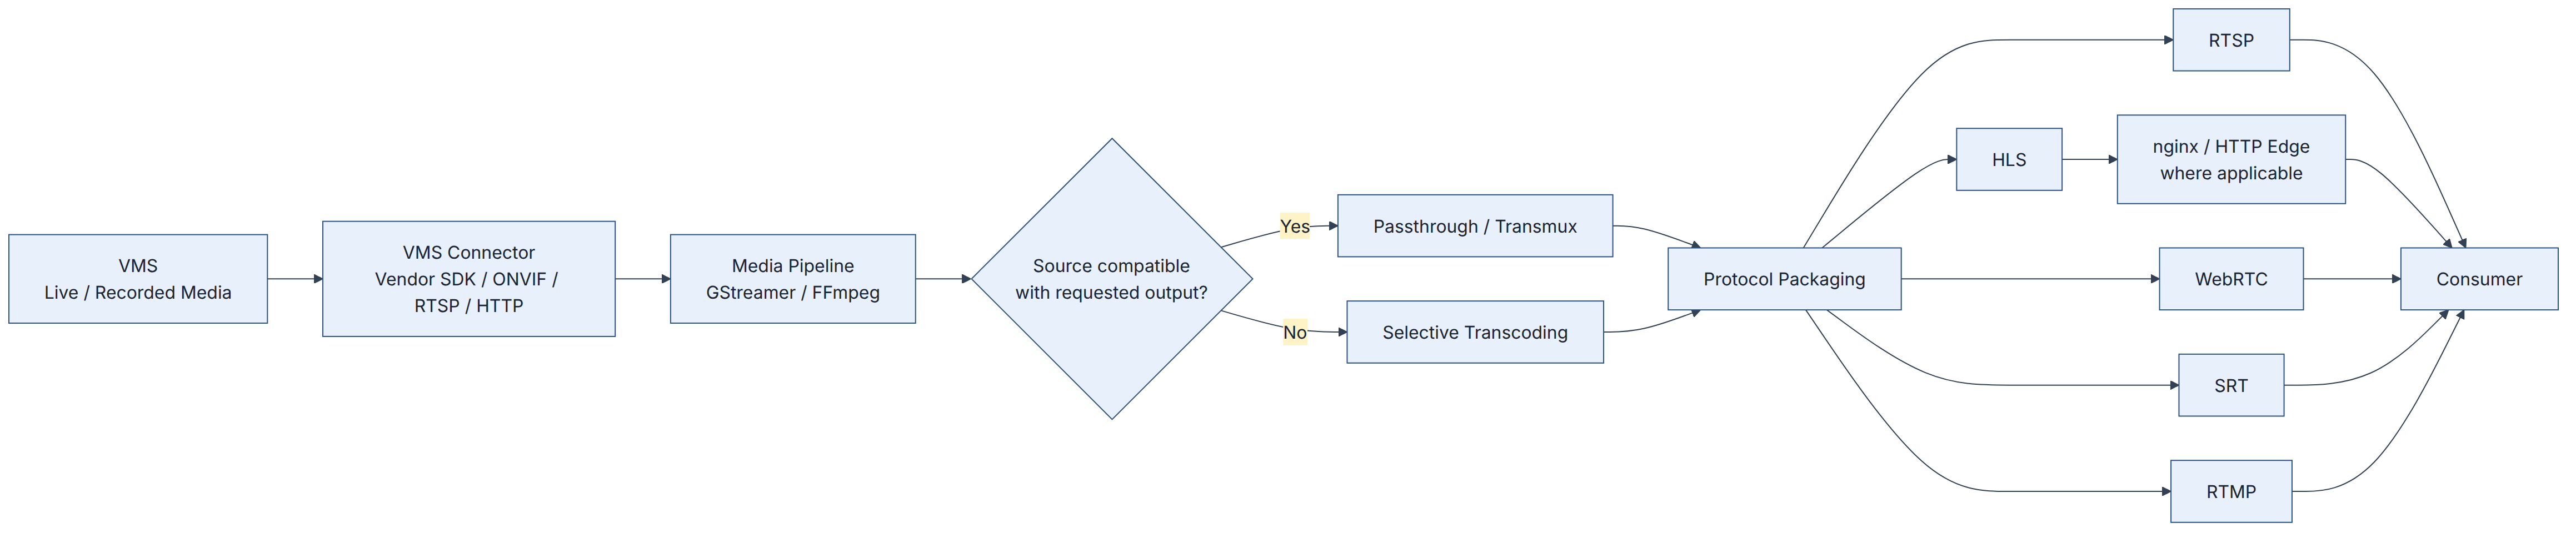 VMS
Live / Recorded Media
VMS Connector
Vendor SDK / ONVIF /
RTSP / HTTP
Media Pipeline
GStreamer / FFmpeg
Source compatible
with requested output?
Yes
No
Passthrough / Transmux
Selective Transcoding
Protocol Packaging
RTSP
HLS
nginx / HTTP Edge
where applicable
WebRTC
SRT
RTMP
Consumer